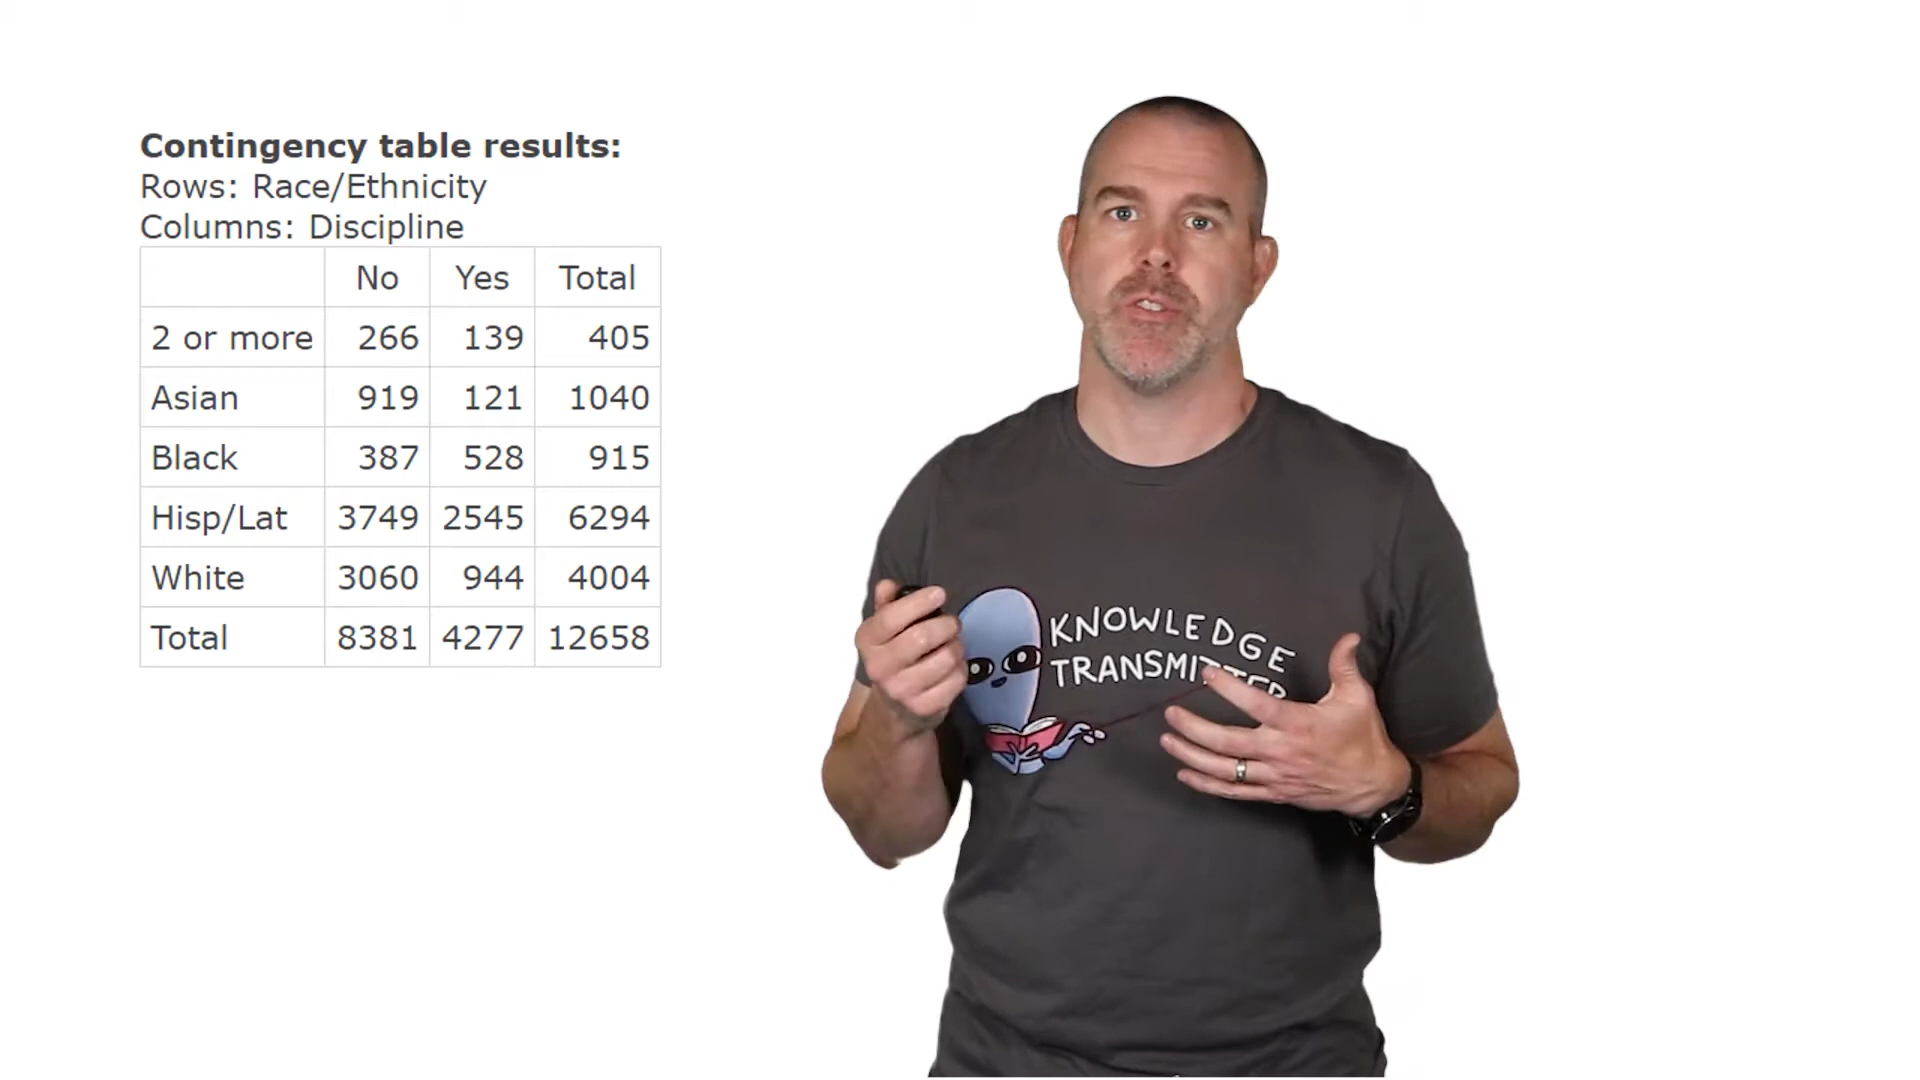 Contingency table results:
Rows: Race/Ethnicity
Columns: Discipline
No Yes Total
2 or more 266 139 405
Asian 919 121 1040
Black 387 528 915
Hisp/Lat 3749 2545 6294
White 3060 944 4004
Total 8381 4277 12658
KNOWLEDGE
TRANSMITTER